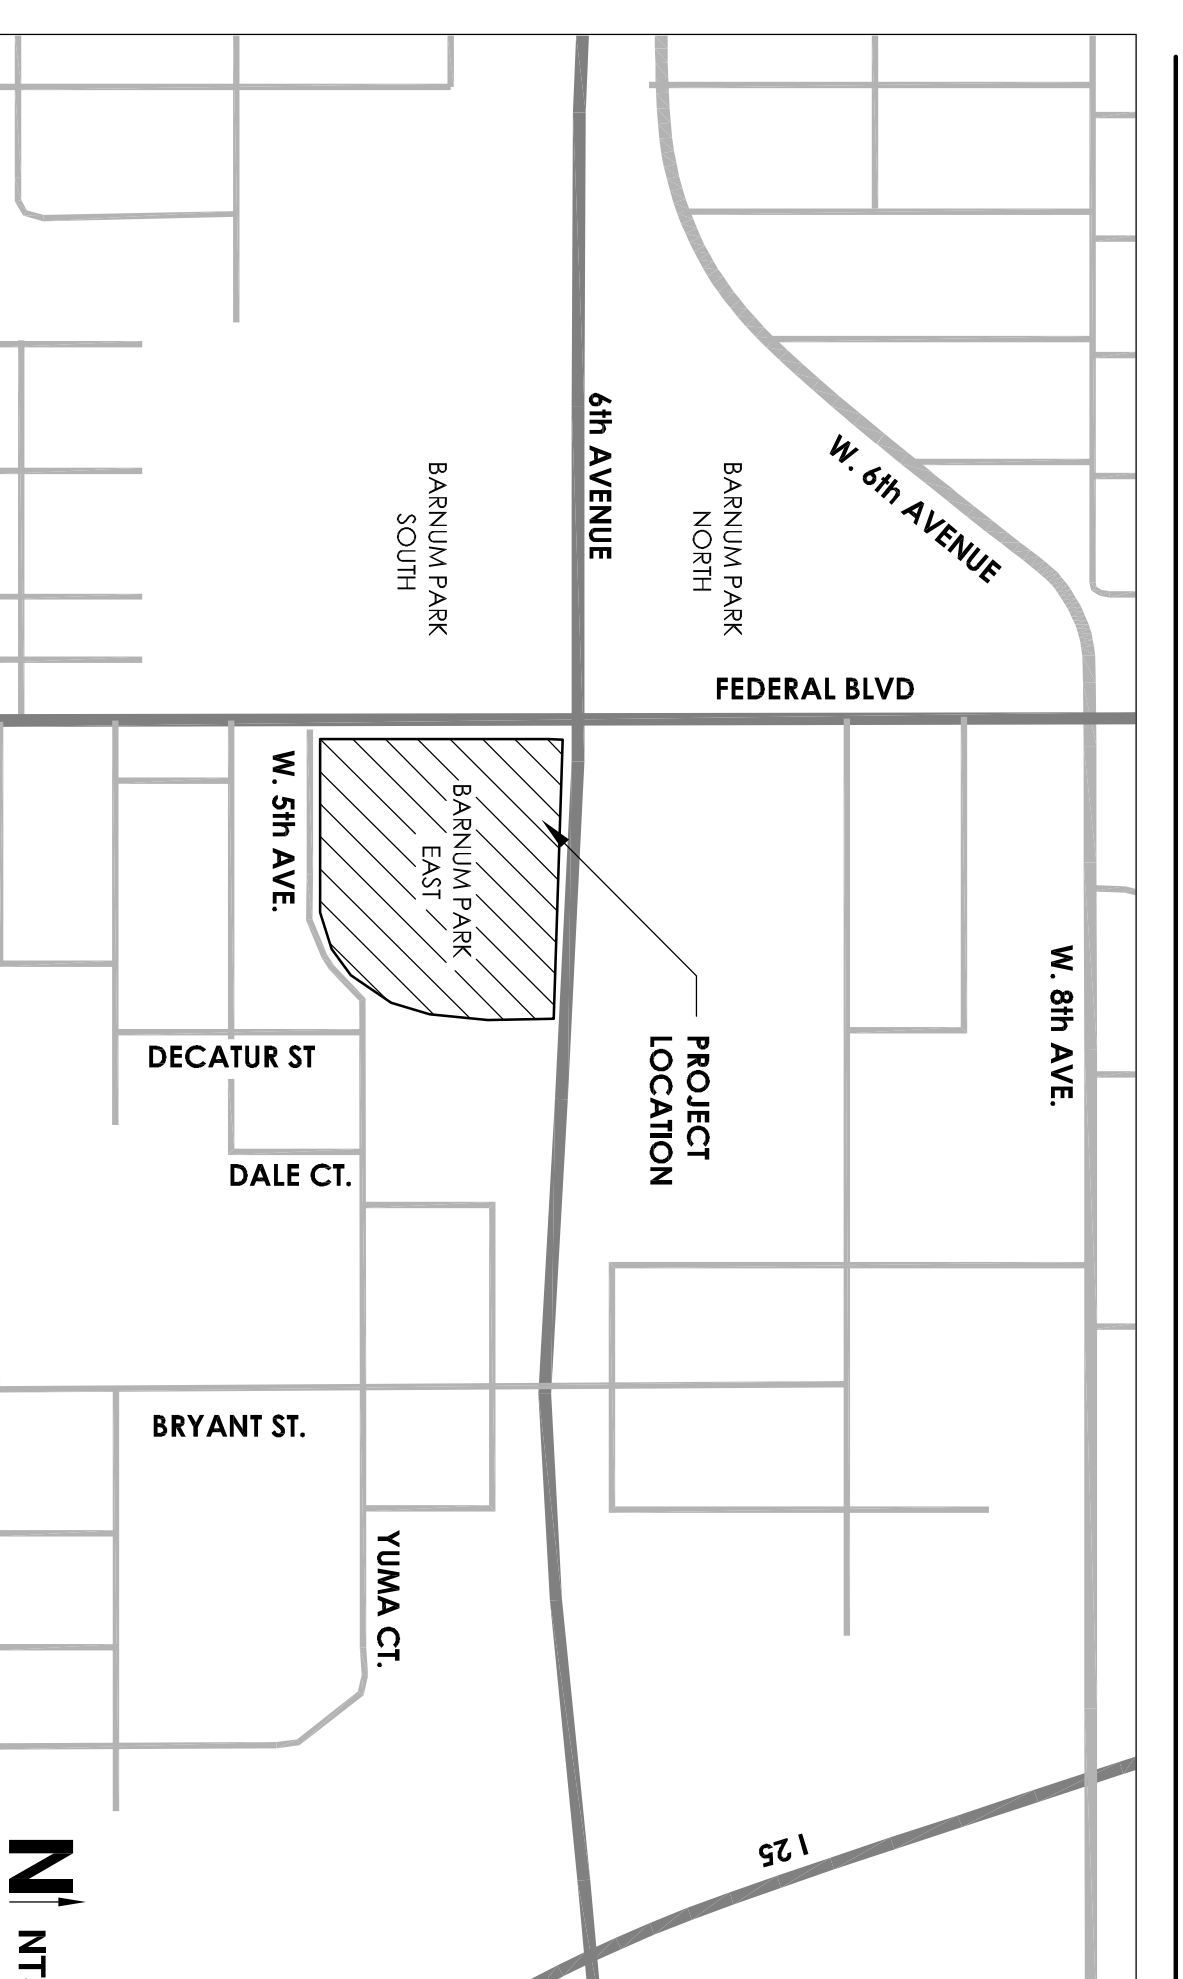 6th AVENUE
W. 6th AVENUE
BARNUM PARK
NORTH
BARNUM PARK
SOUTH
FEDERAL BLVD
W. 5th AVE.
BARNUM PARK
EAST
W. 8th AVE.
PROJECT
LOCATION
DECATUR ST
DALE CT.
BRYANT ST.
YUMA CT.
I 25
N